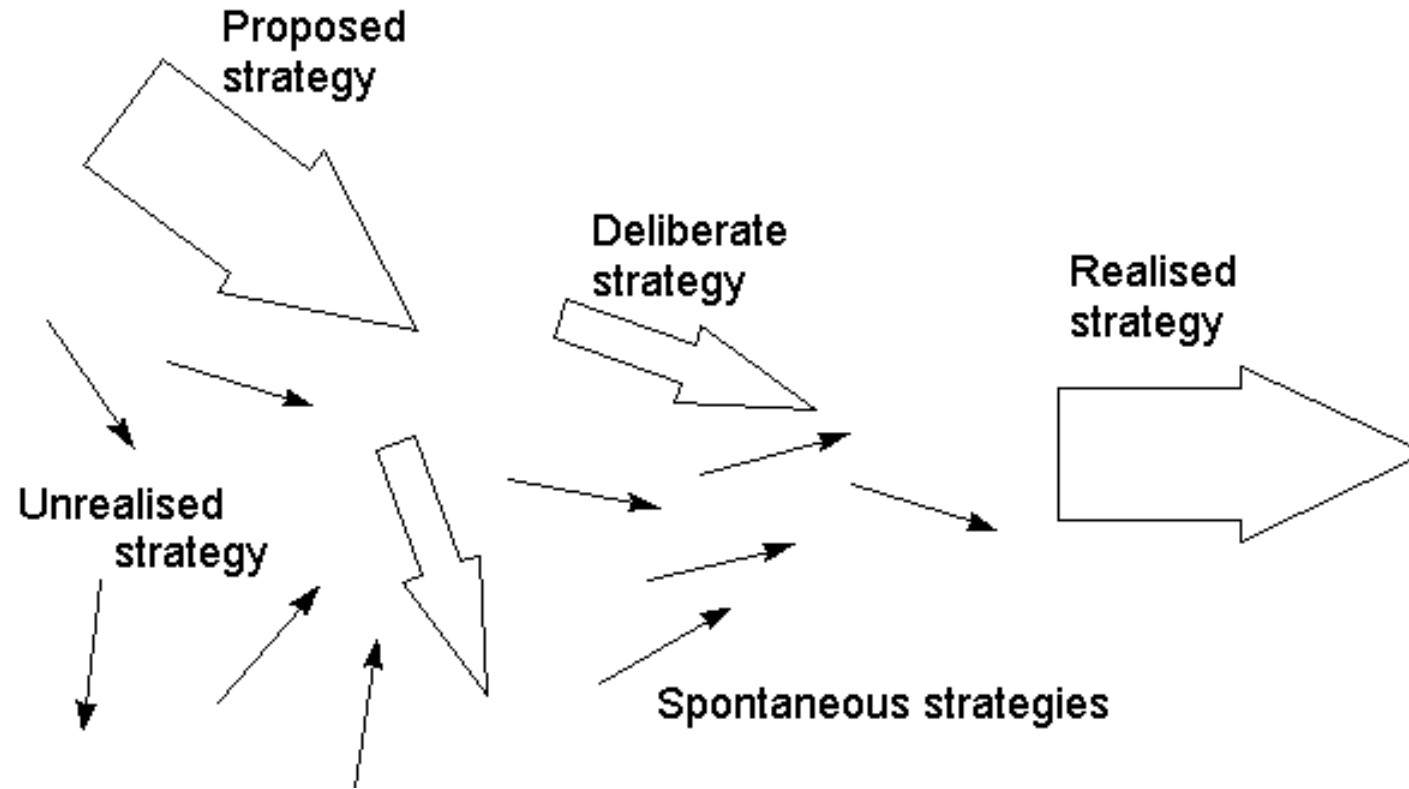 Proposed
strategy
Deliberate
strategy
Realised
strategy
Unrealised
strategy
Spontaneous strategies